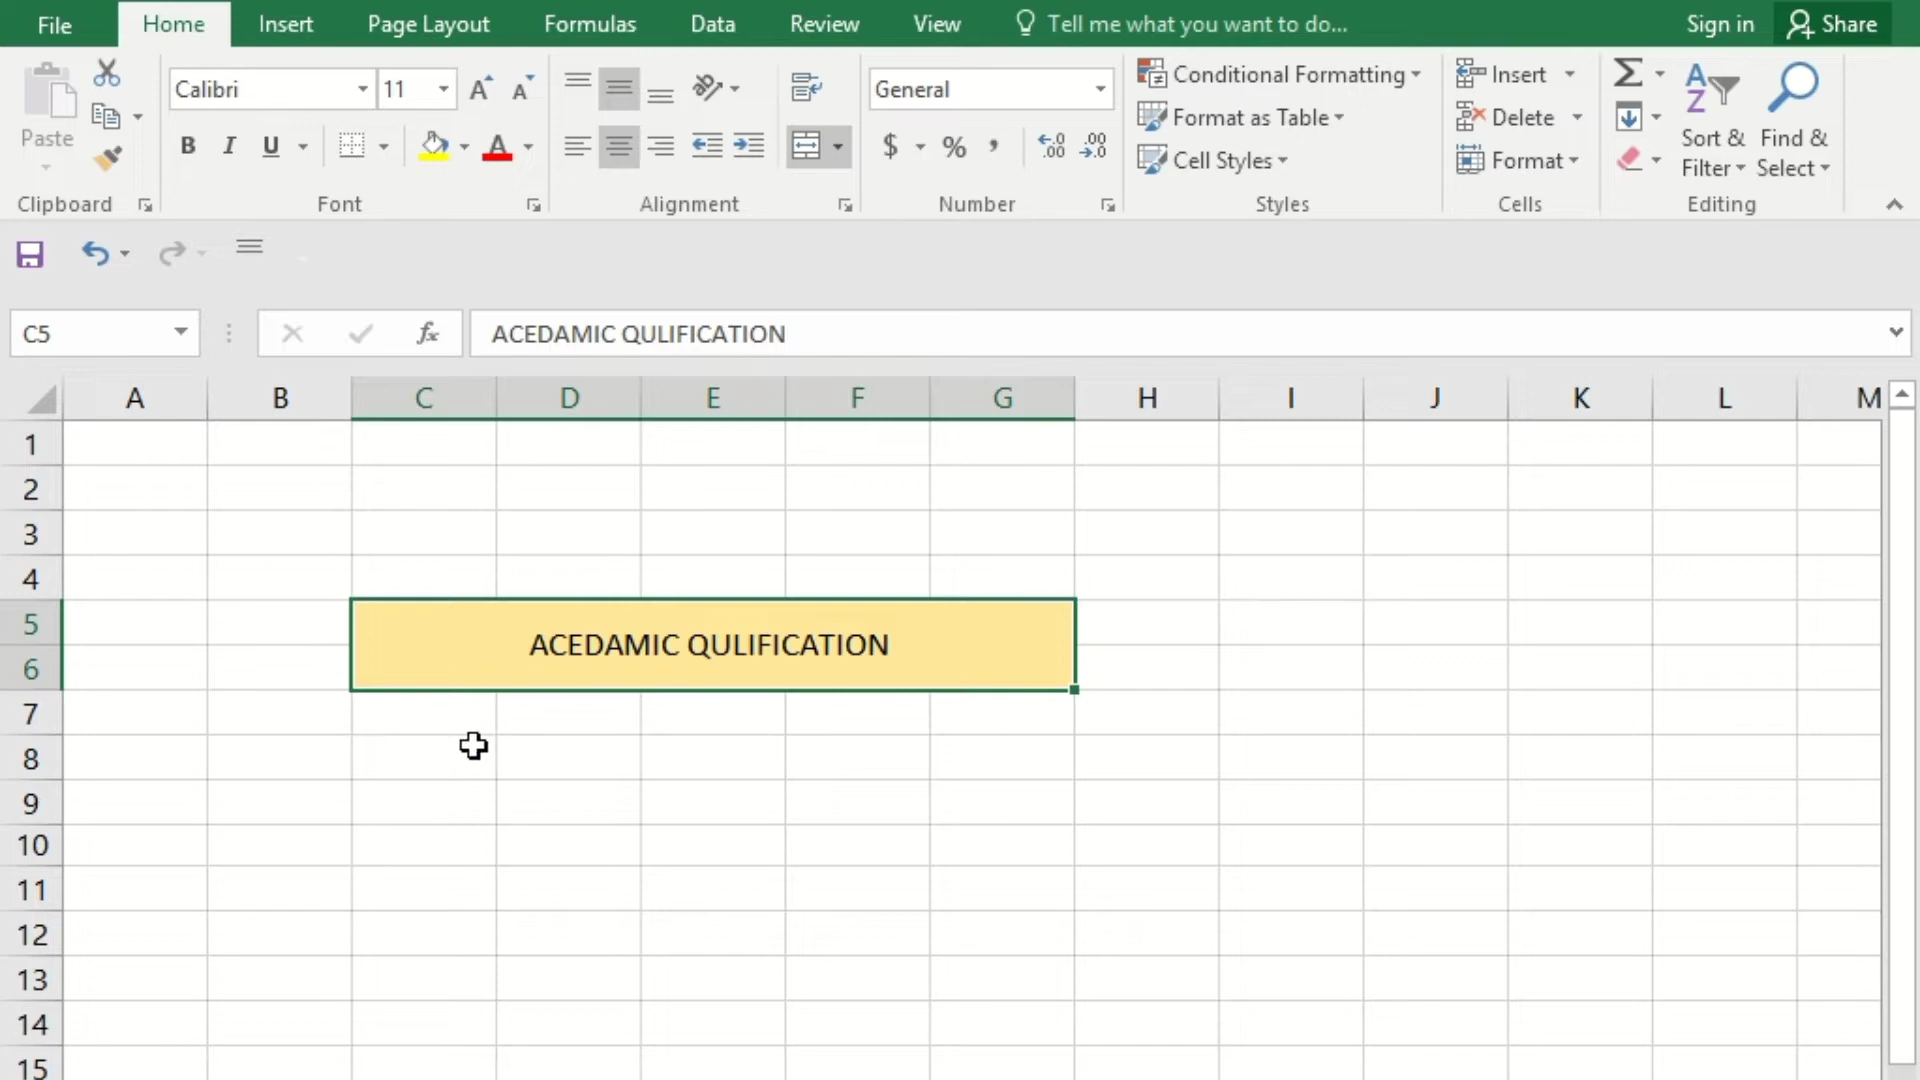 File Home Insert Page Layout Formulas Data Review View Tell me what you want to do... Sign in Share
Paste
Clipboard
Calibri 11
B I U A
Font
Alignment
General
$ % ,
Number
Conditional Formatting
Format as Table
Cell Styles
Styles
Insert
Delete
Format
Cells
Sort & Filter
Find & Select
Editing
C5 fx ACEDAMIC QULIFICATION
A B C D E F G H I J K L M
1
2
3
4
5
ACEDAMIC QULIFICATION
6
7
8
9
10
11
12
13
14
15